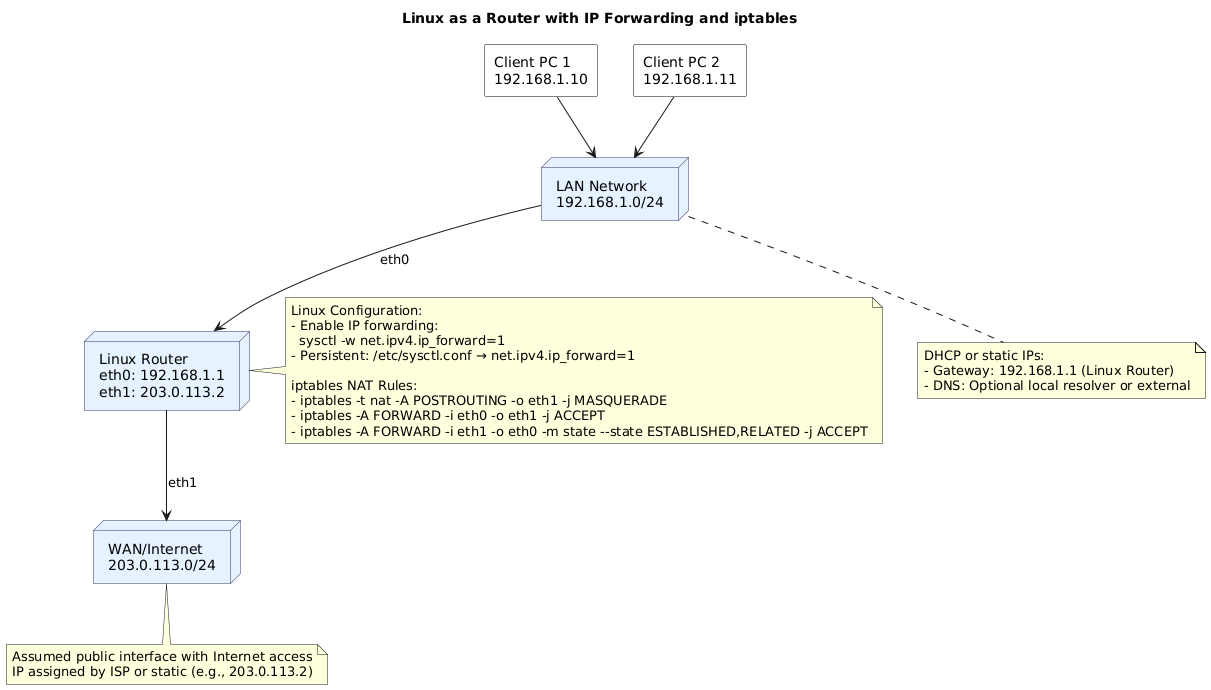 Linux as a Router with IP Forwarding and iptables
Client PC 1
192.168.1.10
Client PC 2
192.168.1.11
LAN Network
192.168.1.0/24
eth0
Linux Configuration:
- Enable IP forwarding:
  sysctl -w net.ipv4.ip_forward=1
- Persistent: /etc/sysctl.conf → net.ipv4.ip_forward=1
iptables NAT Rules:
- iptables -t nat -A POSTROUTING -o eth1 -j MASQUERADE
- iptables -A FORWARD -i eth0 -o eth1 -j ACCEPT
- iptables -A FORWARD -i eth1 -o eth0 -m state --state ESTABLISHED,RELATED -j ACCEPT
Linux Router
eth0: 192.168.1.1
eth1: 203.0.113.2
DHCP or static IPs:
- Gateway: 192.168.1.1 (Linux Router)
- DNS: Optional local resolver or external
eth1
WAN/Internet
203.0.113.0/24
Assumed public interface with Internet access
IP assigned by ISP or static (e.g., 203.0.113.2)